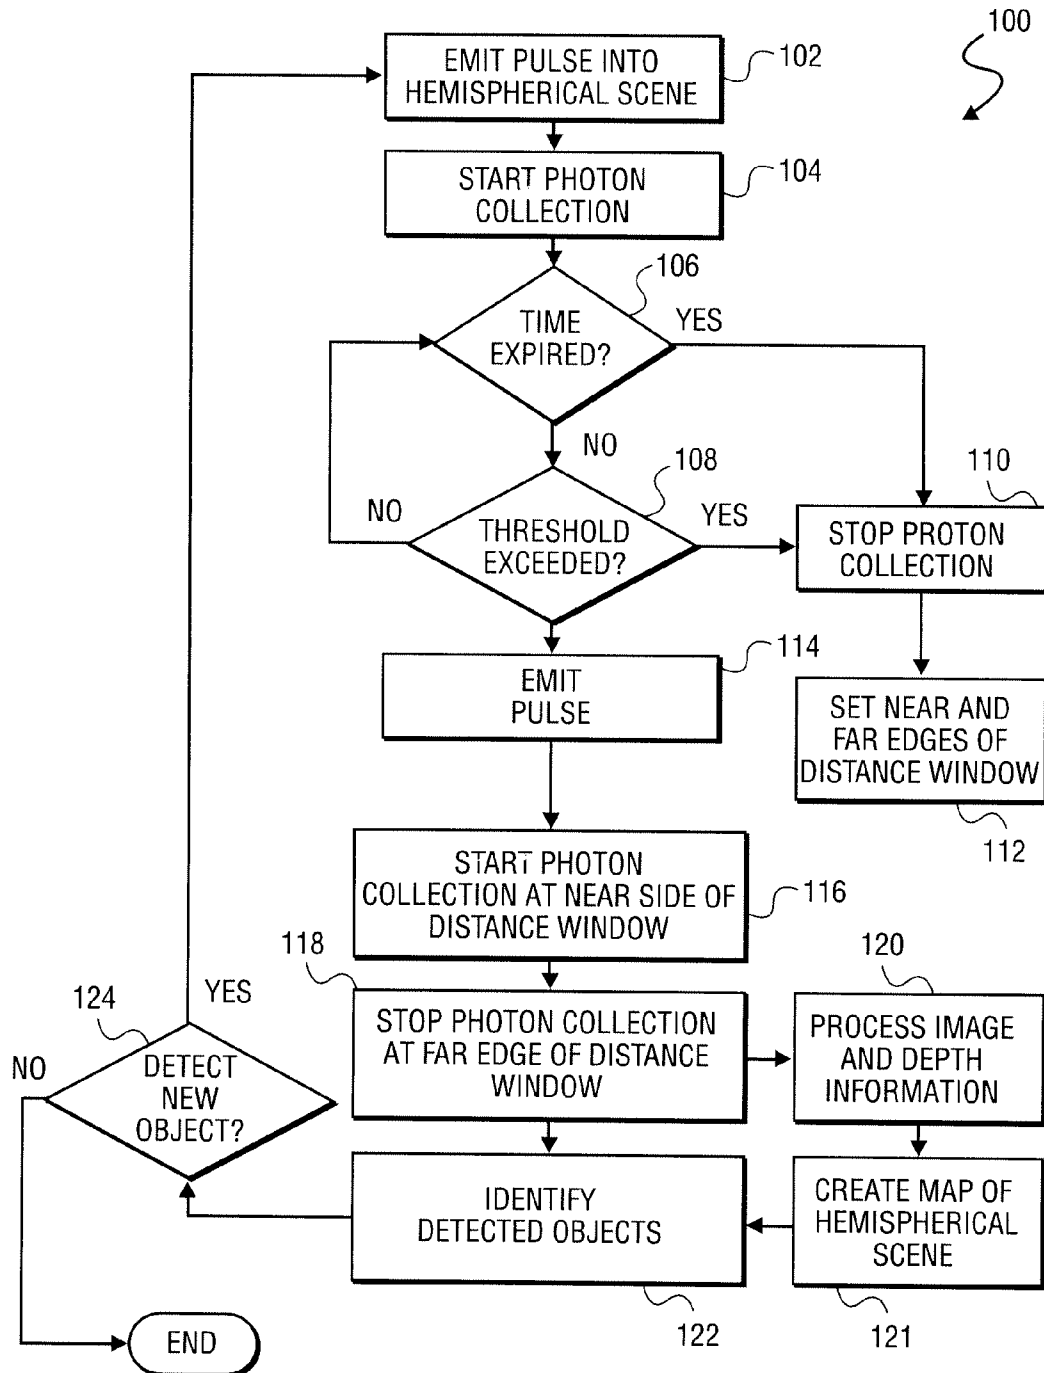 100
EMIT PULSE INTO
HEMISPHERICAL SCENE
102
START PHOTON
COLLECTION
104
106
TIME
EXPIRED?
YES
NO
108
110
NO
THRESHOLD
EXCEEDED?
YES
STOP PROTON
COLLECTION
114
EMIT
PULSE
SET NEAR AND
FAR EDGES OF
DISTANCE WINDOW
112
START PHOTON
COLLECTION AT NEAR SIDE OF
DISTANCE WINDOW
116
118
120
STOP PHOTON COLLECTION
AT FAR EDGE OF DISTANCE
WINDOW
PROCESS IMAGE
AND DEPTH
INFORMATION
124
YES
NO
DETECT
NEW
OBJECT?
IDENTIFY
DETECTED OBJECTS
CREATE MAP OF
HEMISPHERICAL
SCENE
122
121
END